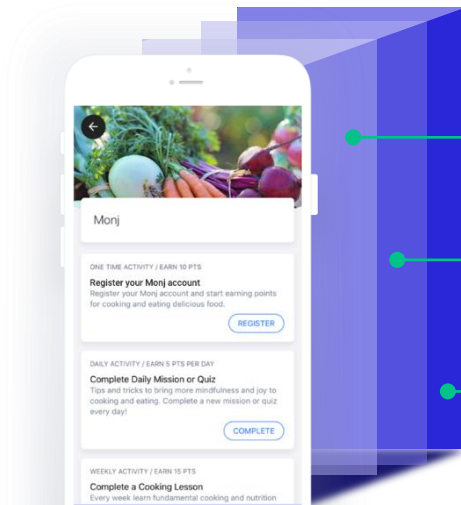 Monj
ONE TIME ACTIVITY / EARN 10 PTS
Register your Monj account
Register your Monj account and start earning points
for cooking and eating delicious food.
REGISTER
DAILY ACTIVITY / EARN 5 PTS PER DAY
Complete Daily Mission or Quiz
Tips and tricks to bring more mindfulness and joy to
cooking and eating. Complete a new mission or quiz
every day!
COMPLETE
WEEKLY ACTIVITY / EARN 15 PTS
Complete a Cooking Lesson
Every week learn fundamental cooking and nutrition